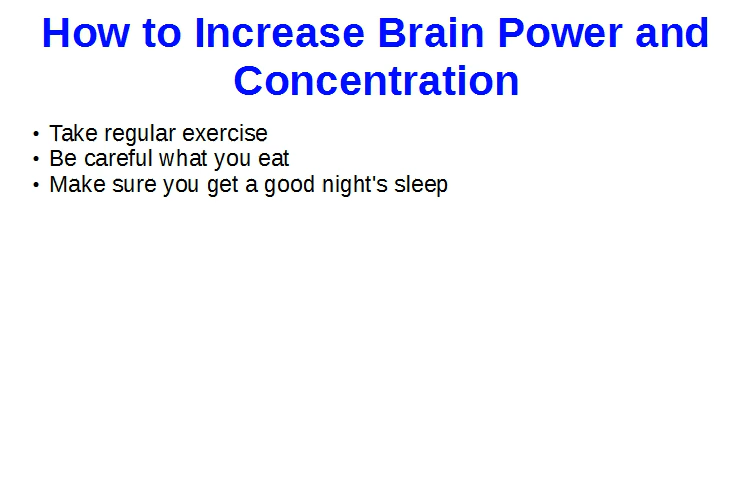 How to Increase Brain Power and
Concentration
• Take regular exercise
• Be careful what you eat
• Make sure you get a good night's sleep